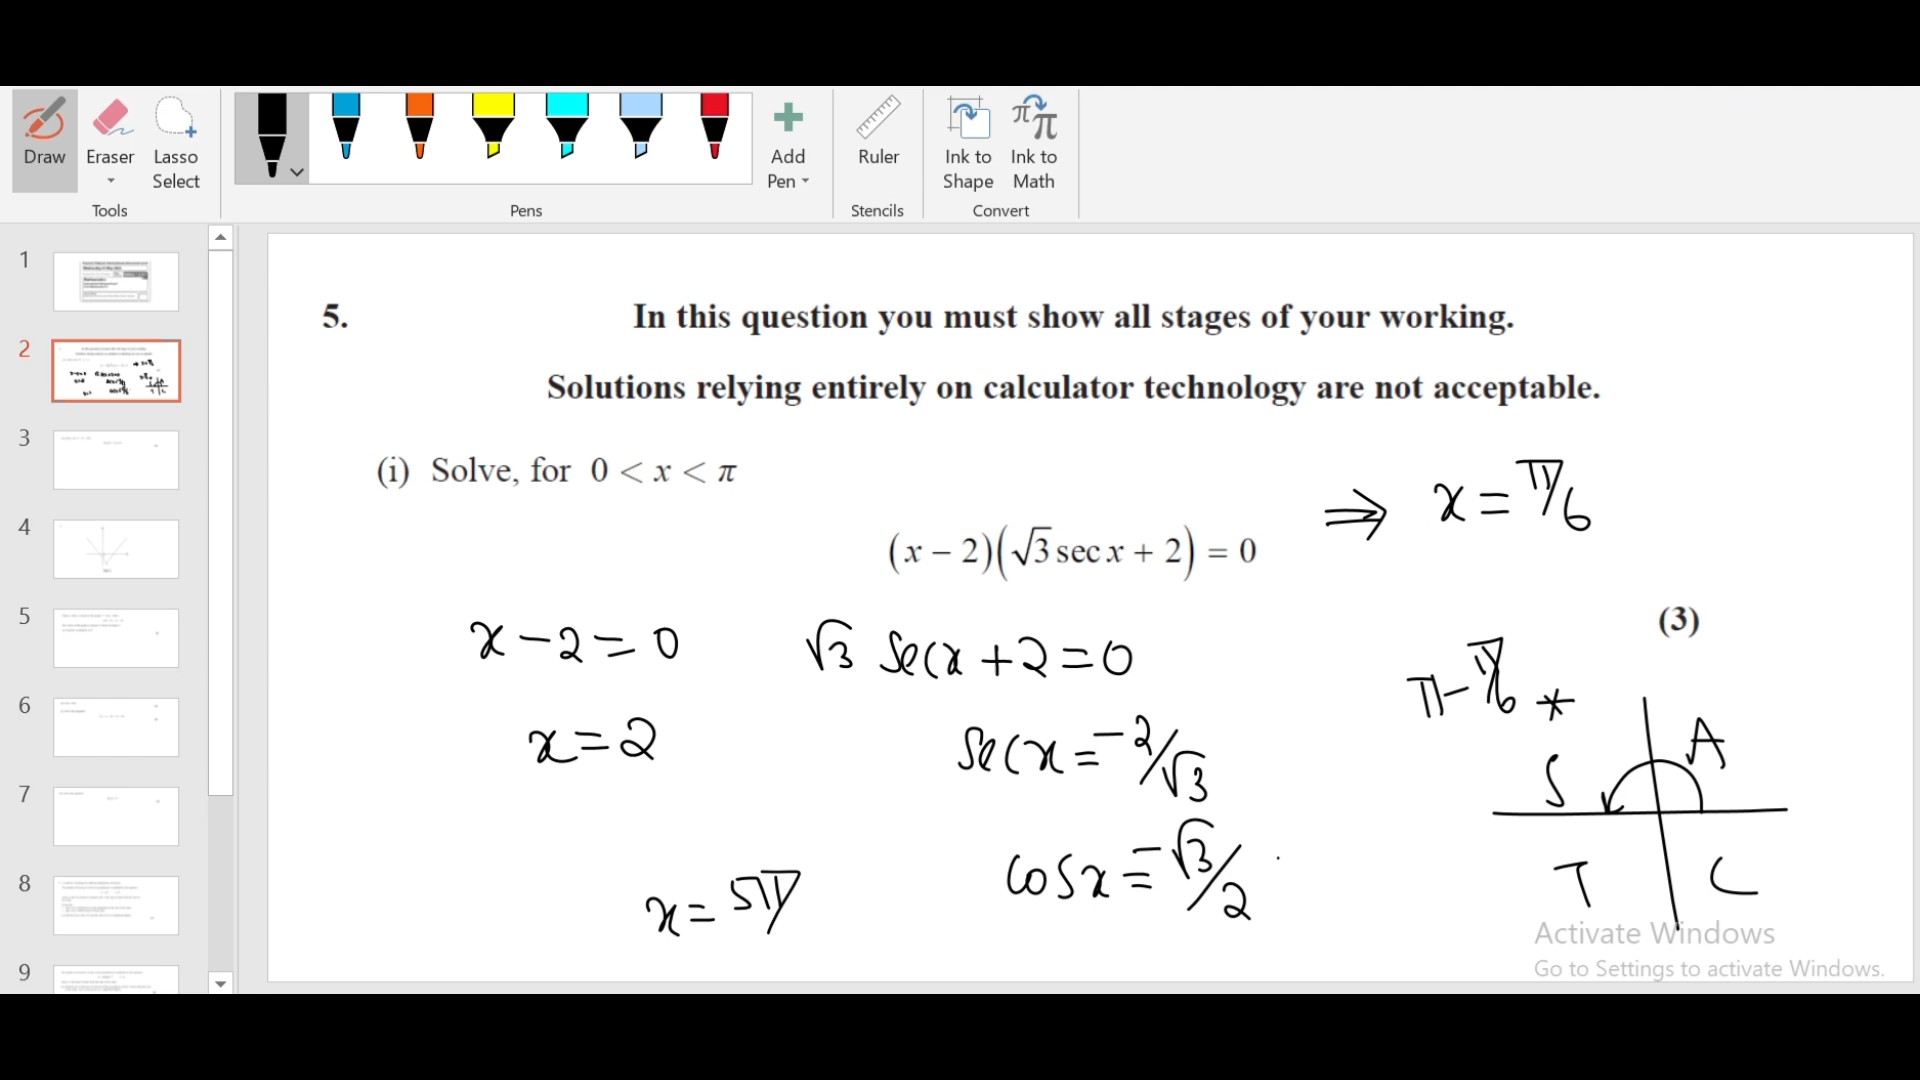 Draw
Eraser
Lasso Select
Tools
Pens
Add Pen
Ruler
Stencils
Ink to Shape
Ink to Math
Convert
1
2
3
4
5
6
7
8
9
5.
In this question you must show all stages of your working.
Solutions relying entirely on calculator technology are not acceptable.
(i) Solve, for 0 < x < π
(x − 2)(√3 sec x + 2) = 0
⇒ x = π/6
(3)
x − 2 = 0
√3 sec x + 2 = 0
π − π/6 *
x = 2
sec x = −2/√3
S A
cos x = −√3/2
T C
x = 5π
Activate Windows
Go to Settings to activate Windows.